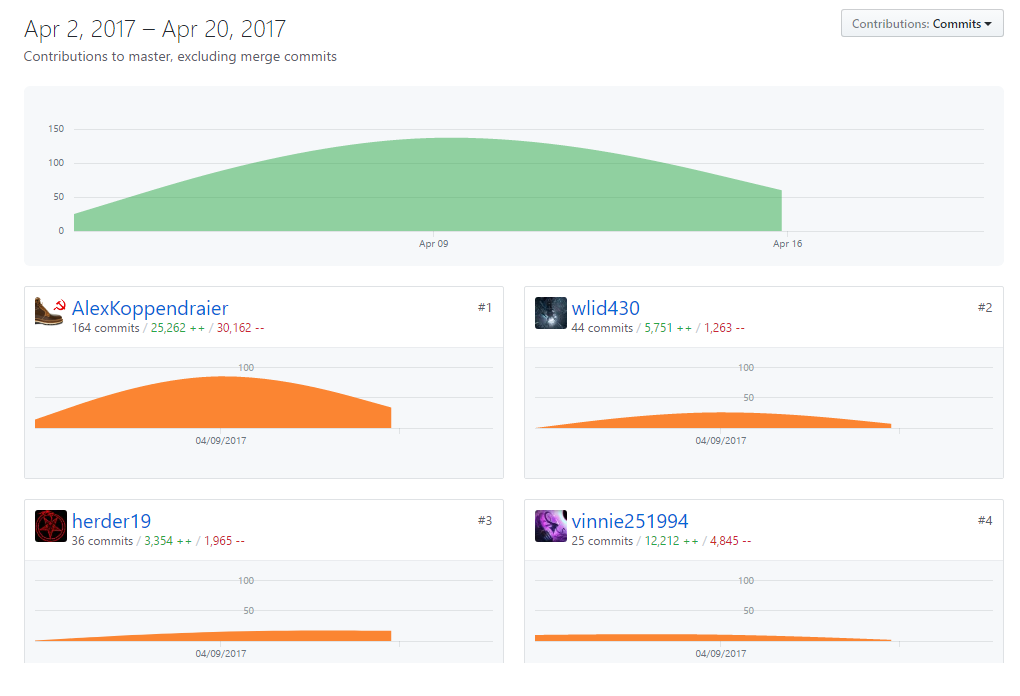 Apr 2, 2017 – Apr 20, 2017
Contributions: Commits
Contributions to master, excluding merge commits
150
100
50
0
Apr 09
Apr 16
AlexKoppendraier
#1
164 commits / 25,262 ++ / 30,162 --
100
04/09/2017
wlid430
#2
44 commits / 5,751 ++ / 1,263 --
100
50
04/09/2017
herder19
#3
36 commits / 3,354 ++ / 1,965 --
100
50
04/09/2017
vinnie251994
#4
25 commits / 12,212 ++ / 4,845 --
100
50
04/09/2017